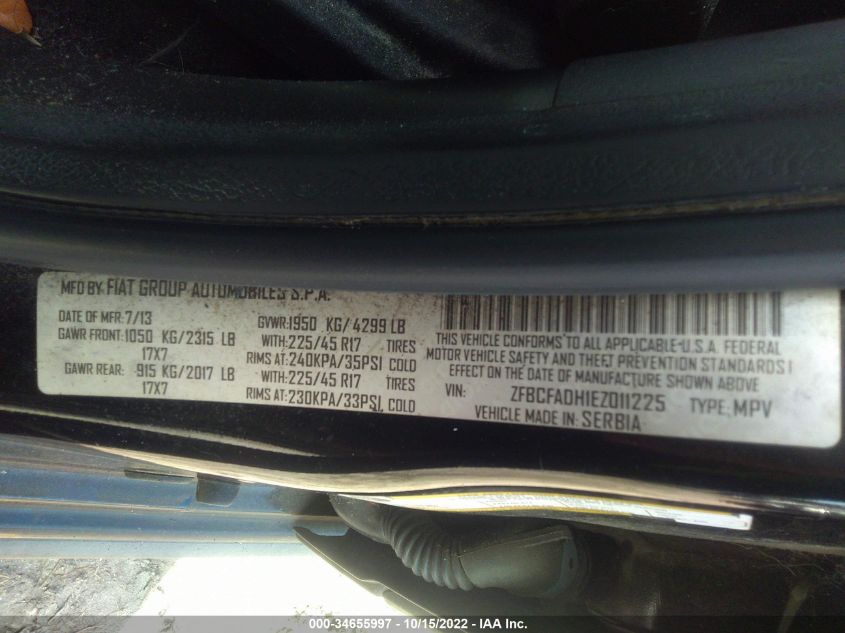 MFD BY FIAT GROUP AUTOMOBILES S.P.A.
DATE OF MFR: 7/13
GVWR: 1950 KG/ 4299 LB
GAWR FRONT: 1050 KG/2315 LB
WITH: 225/45 R17 TIRES
17X7
RIMS AT: 240KPA/35PSI COLD
GAWR REAR: 915 KG/2017 LB
WITH: 225/45 R17 TIRES
17X7
RIMS AT: 230KPA/33PSI, COLD
THIS VEHICLE CONFORMS TO ALL APPLICABLE-U.S.A. FEDERAL
MOTOR VEHICLE SAFETY AND THEFT PREVENTION STANDARDS I
EFFECT ON THE DATE OF MANUFACTURE SHOWN ABOVE
VIN: ZFBCFADH1EZ011225 TYPE: MPV
VEHICLE MADE IN: SERBIA
000-34655997 - 10/15/2022 - IAA Inc.